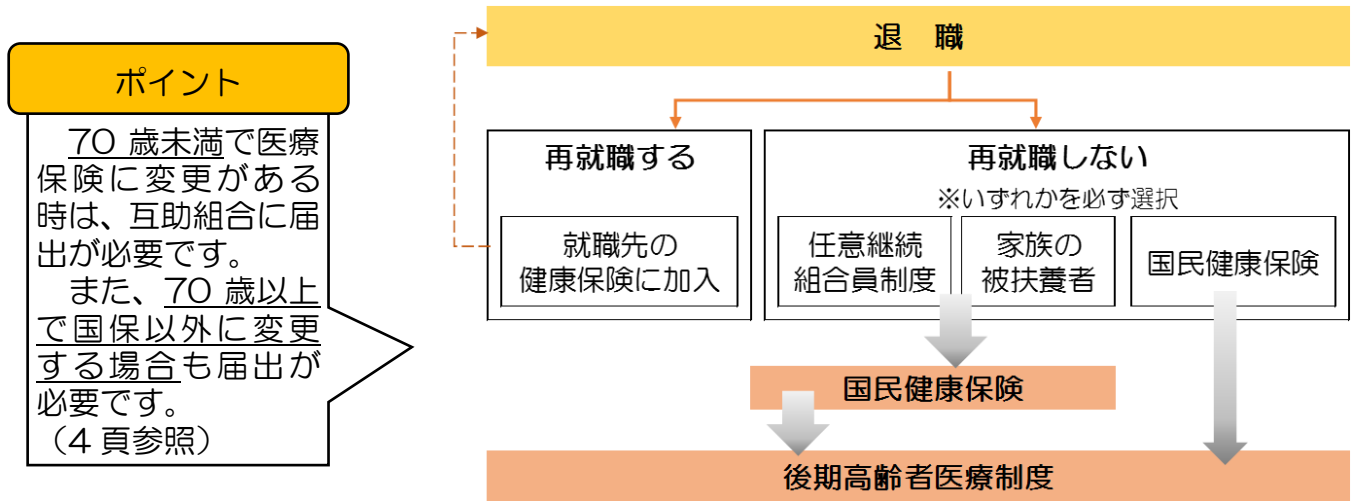 ポイント
70 歳未満で医療
保険に変更がある
時は、互助組合に届
出が必要です。
また、70 歳以上
で国保以外に変更
する場合も届出が
必要です。
（4 頁参照）
退 職
再就職する
就職先の
健康保険に加入
再就職しない
※いずれかを必ず選択
任意継続
組合員制度
家族の
被扶養者
国民健康保険
国民健康保険
後期高齢者医療制度